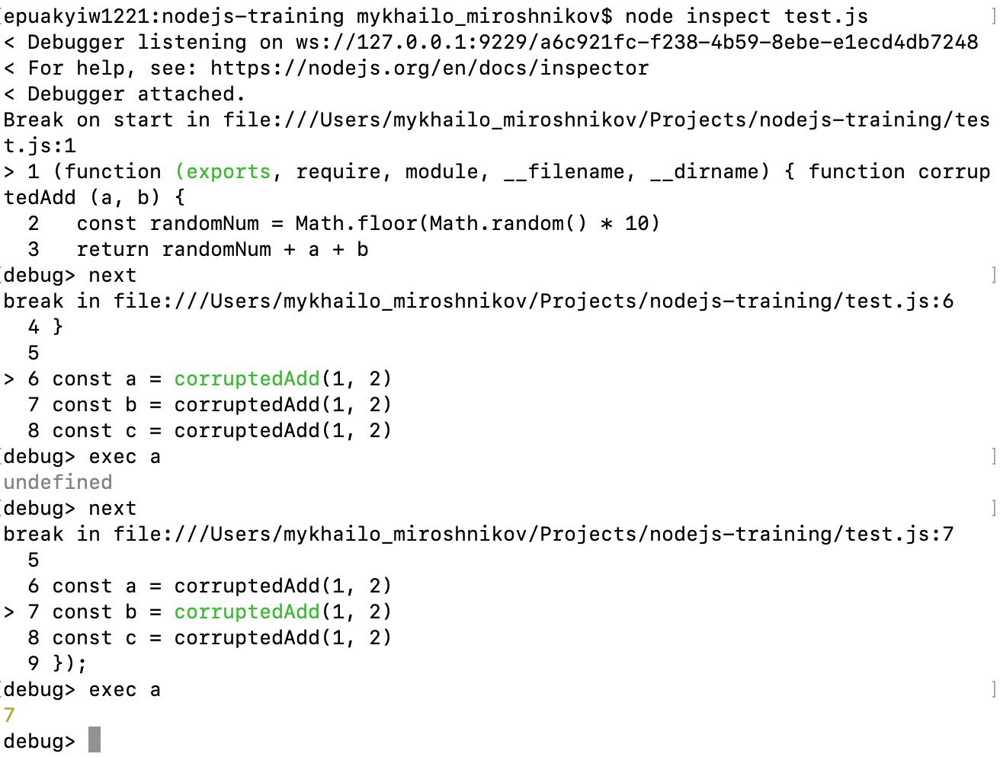 [epuakyiw1221:nodejs-training mykhailo_miroshnikov$ node inspect test.js ]
< Debugger listening on ws://127.0.0.1:9229/a6c921fc-f238-4b59-8ebe-e1ecd4db7248
< For help, see: https://nodejs.org/en/docs/inspector
< Debugger attached.
Break on start in file:///Users/mykhailo_miroshnikov/Projects/nodejs-training/tes
t.js:1
> 1 (function (exports, require, module, __filename, __dirname) { function corrup
tedAdd (a, b) {
  2   const randomNum = Math.floor(Math.random() * 10)
  3   return randomNum + a + b
[debug> next ]
break in file:///Users/mykhailo_miroshnikov/Projects/nodejs-training/test.js:6
  4 }
  5
> 6 const a = corruptedAdd(1, 2)
  7 const b = corruptedAdd(1, 2)
  8 const c = corruptedAdd(1, 2)
[debug> exec a ]
undefined
[debug> next ]
break in file:///Users/mykhailo_miroshnikov/Projects/nodejs-training/test.js:7
  5
  6 const a = corruptedAdd(1, 2)
> 7 const b = corruptedAdd(1, 2)
  8 const c = corruptedAdd(1, 2)
  9 });
[debug> exec a ]
7
debug>